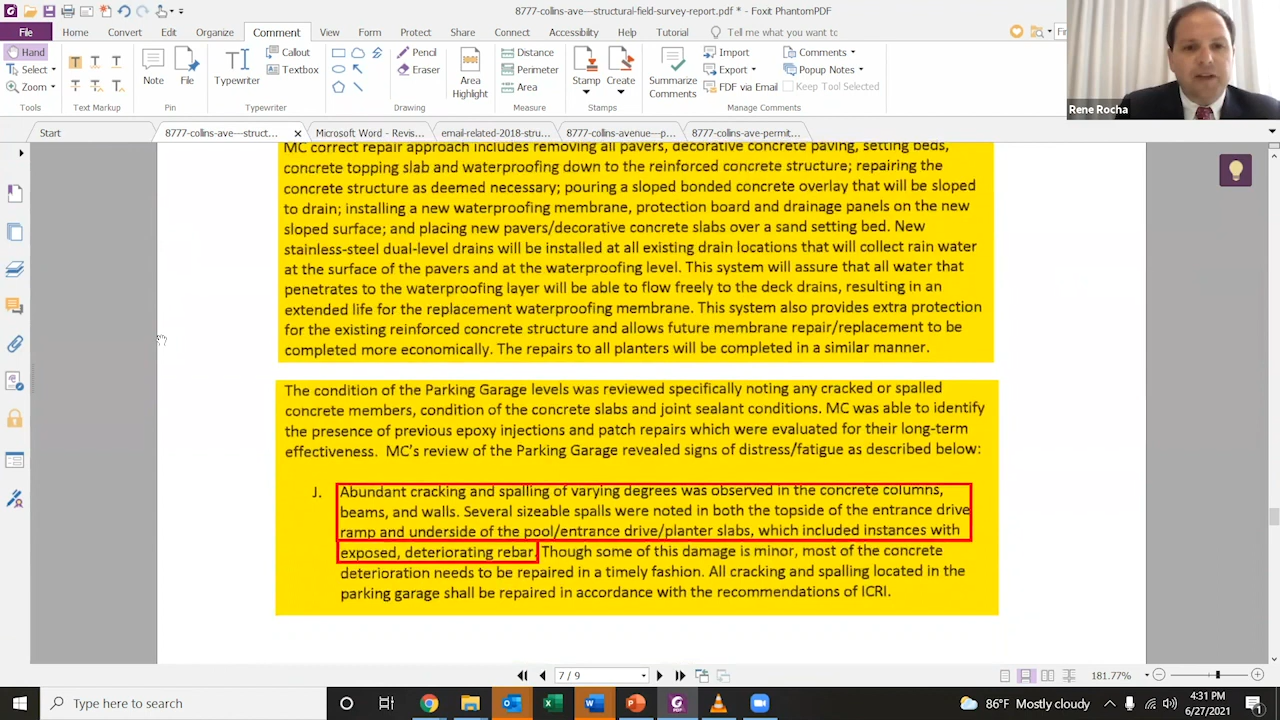 8777-collins-ave---structural-field-survey-report.pdf * - Foxit PhantomPDF
File Home Convert Edit Organize Comment View Form Protect Share Connect Accessibility Help Tutorial Tell me what you want to do... Fin
Hand
Select
Zoom
Tools
T T T
T T T
Text Markup
Note
File
Pin
Typewriter
Callout
Textbox
Typewriter
Pencil
Eraser
Drawing
Area
Highlight
Distance
Perimeter
Area
Measure
Stamp
Create
Stamps
Summarize
Comments
Import
Export
FDF via Email
Comments
Popup Notes
Keep Tool Selected
Manage Comments
Rene Rocha
Start 8777-collins-ave---struct... × Microsoft Word - Revis... email-related-2018-stru... 8777-collins-avenue---p... 8777-collins-ave-permit...
MC correct repair approach includes removing all pavers, decorative concrete paving, setting beds,
concrete topping slab and waterproofing down to the reinforced concrete structure; repairing the
concrete structure as deemed necessary; pouring a sloped bonded concrete overlay that will be sloped
to drain; installing a new waterproofing membrane, protection board and drainage panels on the new
sloped surface; and placing new pavers/decorative concrete slabs over a sand setting bed. New
stainless-steel dual-level drains will be installed at all existing drain locations that will collect rain water
at the surface of the pavers and at the waterproofing level. This system will assure that all water that
penetrates to the waterproofing layer will be able to flow freely to the deck drains, resulting in an
extended life for the replacement waterproofing membrane. This system also provides extra protection
for the existing reinforced concrete structure and allows future membrane repair/replacement to be
completed more economically. The repairs to all planters will be completed in a similar manner.
The condition of the Parking Garage levels was reviewed specifically noting any cracked or spalled
concrete members, condition of the concrete slabs and joint sealant conditions. MC was able to identify
the presence of previous epoxy injections and patch repairs which were evaluated for their long-term
effectiveness. MC's review of the Parking Garage revealed signs of distress/fatigue as described below:
J. Abundant cracking and spalling of varying degrees was observed in the concrete columns,
beams, and walls. Several sizeable spalls were noted in both the topside of the entrance drive
ramp and underside of the pool/entrance drive/planter slabs, which included instances with
exposed, deteriorating rebar. Though some of this damage is minor, most of the concrete
deterioration needs to be repaired in a timely fashion. All cracking and spalling located in the
parking garage shall be repaired in accordance with the recommendations of ICRI.
7 / 9
181.77%
Type here to search
86°F Mostly cloudy
4:31 PM
6/27/2021
1